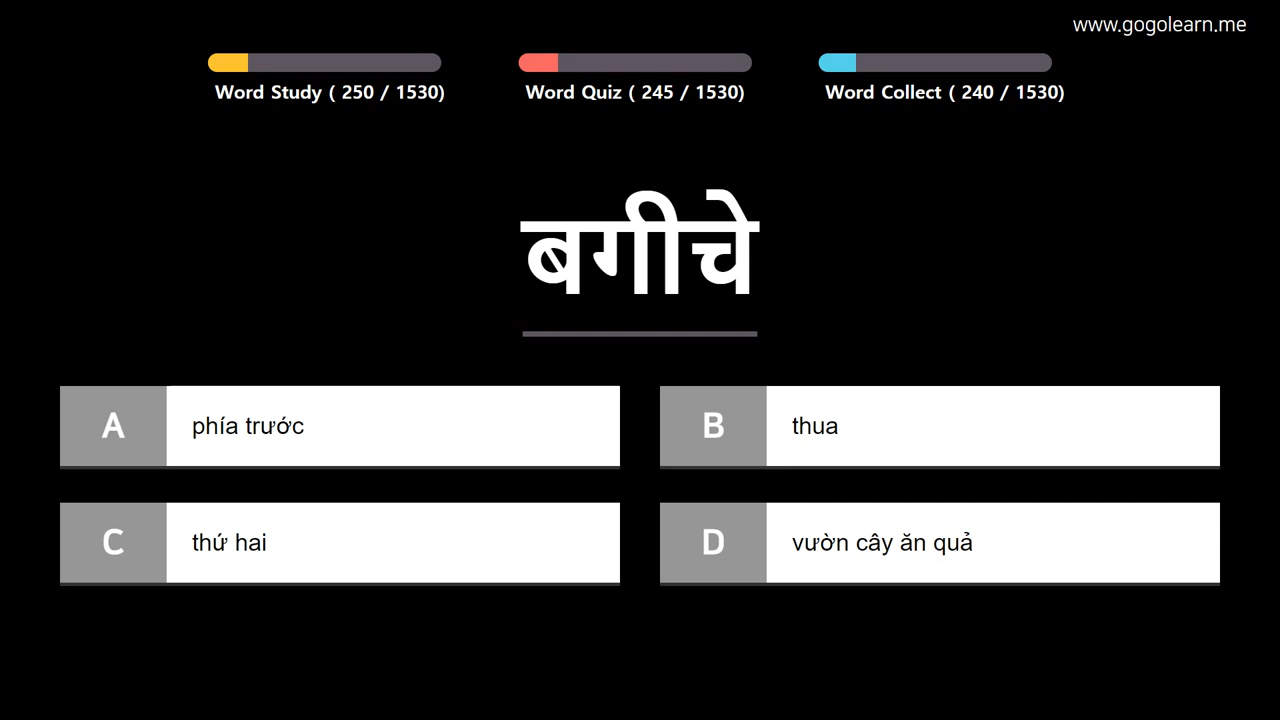 www.gogolearn.me
Word Study ( 250 / 1530)
Word Quiz ( 245 / 1530)
Word Collect ( 240 / 1530)
बगीचे
A phía trước
B thua
C thứ hai
D vườn cây ăn quả